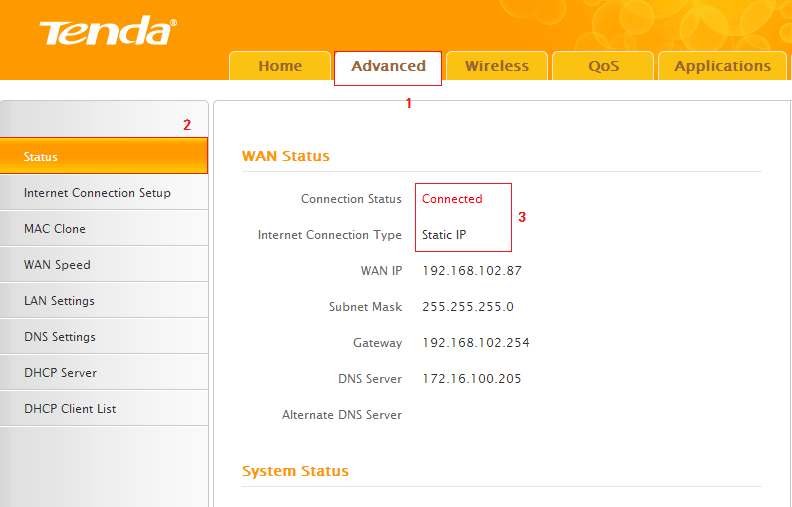 Tenda®
Home Advanced Wireless QoS Applications
1
2
Status
Internet Connection Setup
MAC Clone
WAN Speed
LAN Settings
DNS Settings
DHCP Server
DHCP Client List
WAN Status
Connection Status Connected
3
Internet Connection Type Static IP
WAN IP 192.168.102.87
Subnet Mask 255.255.255.0
Gateway 192.168.102.254
DNS Server 172.16.100.205
Alternate DNS Server
System Status